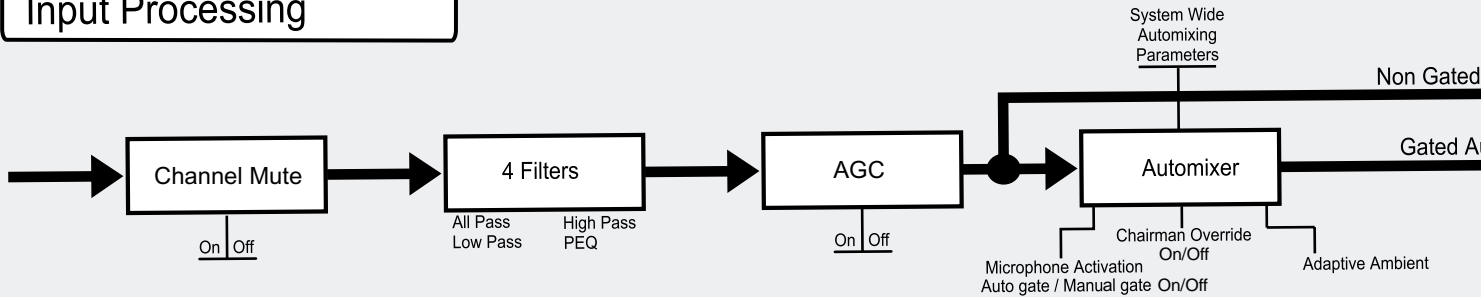 Input Processing
System Wide
Automixing
Parameters
Non Gated
Gated
Channel Mute
4 Filters
AGC
Automixer
On Off
All Pass High Pass
Low Pass PEQ
On Off
Chairman Override
On/Off
Microphone Activation
Auto gate / Manual gate On/Off
Adaptive Ambient